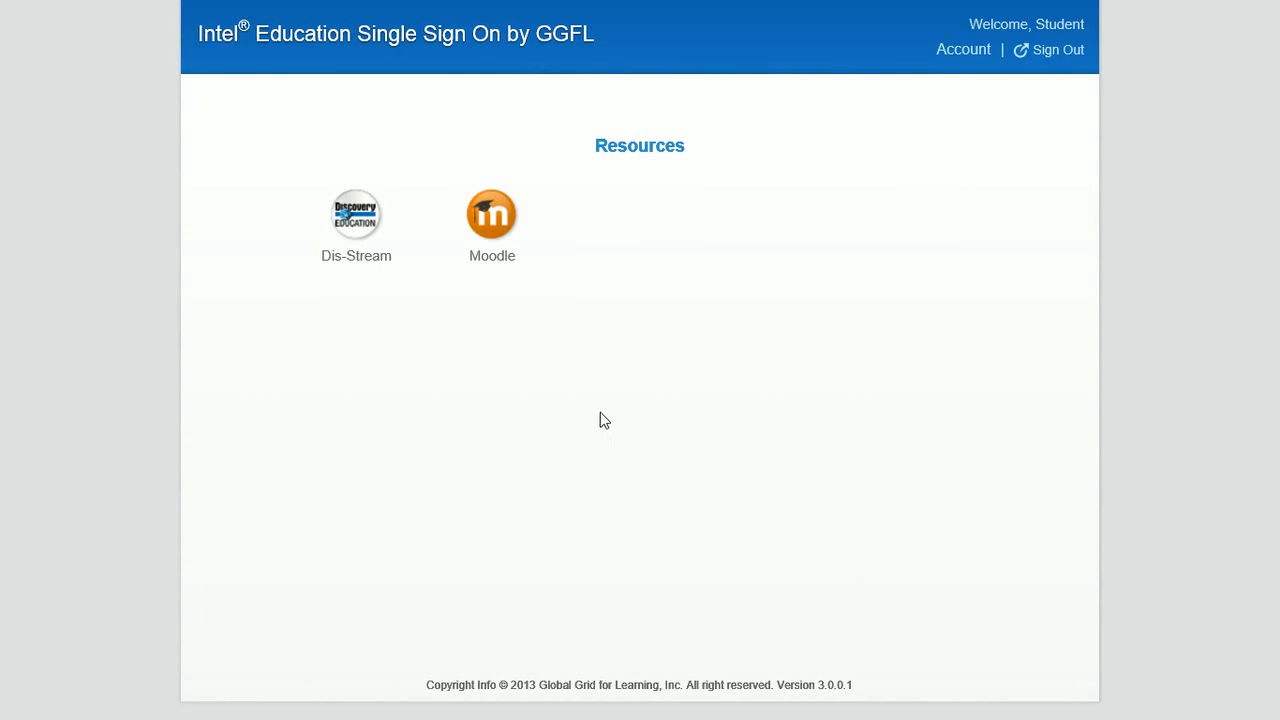 Intel® Education Single Sign On by GGFL
Welcome, Student
Account | Sign Out
Resources
Discovery
EDUCATION
m
Dis-Stream
Moodle
Copyright Info © 2013 Global Grid for Learning, Inc. All right reserved. Version 3.0.0.1